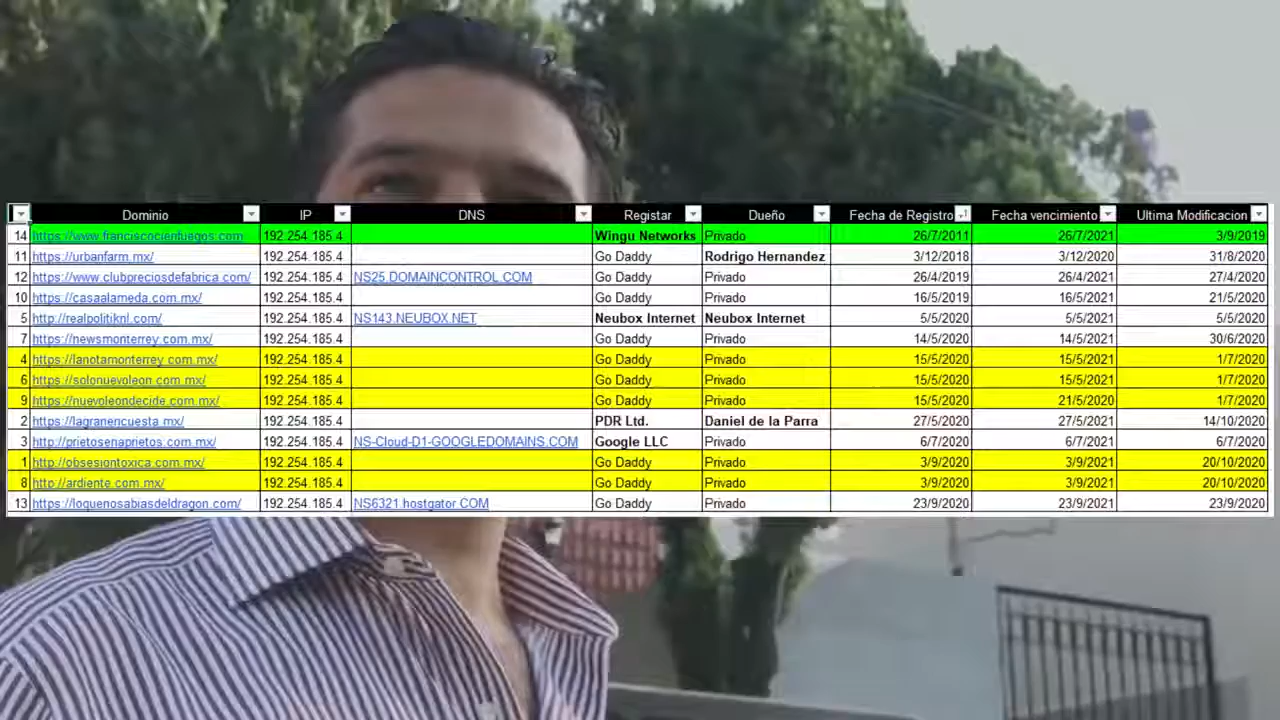 Dominio IP DNS Registar Dueño Fecha de Registro Fecha vencimiento Ultima Modificacion
14 https://www.franciscocienfuegos.com 192.254.185.4 Wingu Networks Privado 26/7/2011 26/7/2021 3/9/2019
11 https://urbanfarm.mx/ 192.254.185.4 Go Daddy Rodrigo Hernandez 3/12/2018 3/12/2020 31/8/2020
12 https://www.clubpreciosdefabrica.com/ 192.254.185.4 NS25.DOMAINCONTROL.COM Go Daddy Privado 26/4/2019 26/4/2021 27/4/2020
10 https://casaalameda.com.mx/ 192.254.185.4 Go Daddy Privado 16/5/2019 16/5/2021 21/5/2020
5 http://realpolitiknl.com/ 192.254.185.4 NS143.NEUBOX.NET Neubox Internet Neubox Internet 5/5/2020 5/5/2021 5/5/2020
7 https://newsmonterrey.com.mx/ 192.254.185.4 Go Daddy Privado 14/5/2020 14/5/2021 30/6/2020
4 https://lanotamonterrey.com.mx/ 192.254.185.4 Go Daddy Privado 15/5/2020 15/5/2021 1/7/2020
6 https://solonuevoleon.com.mx/ 192.254.185.4 Go Daddy Privado 15/5/2020 15/5/2021 1/7/2020
9 https://nuevoleondecide.com.mx/ 192.254.185.4 Go Daddy Privado 15/5/2020 21/5/2020 1/7/2020
2 https://lagranencuesta.mx/ 192.254.185.4 PDR Ltd. Daniel de la Parra 27/5/2020 27/5/2021 14/10/2020
3 http://prietosenaprietos.com.mx/ 192.254.185.4 NS-Cloud-D1-GOOGLEDOMAINS.COM Google LLC Privado 6/7/2020 6/7/2021 6/7/2020
1 http://obsesiontoxica.com.mx/ 192.254.185.4 Go Daddy Privado 3/9/2020 3/9/2021 20/10/2020
8 http://ardiente.com.mx/ 192.254.185.4 Go Daddy Privado 3/9/2020 3/9/2021 20/10/2020
13 https://loquenosabiasdeldragon.com/ 192.254.185.4 NS6321.hostgator.COM Go Daddy Privado 23/9/2020 23/9/2021 23/9/2020